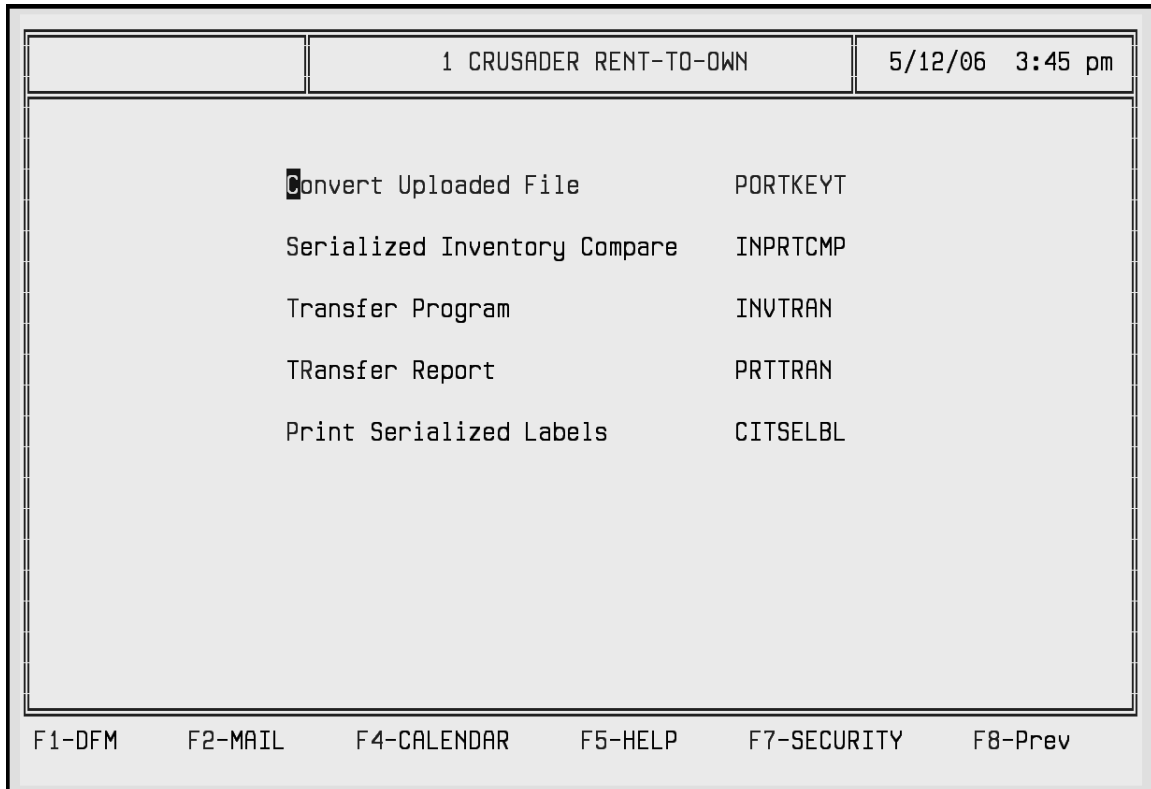 1 CRUSADER RENT-TO-OWN 5/12/06 3:45 pm
Convert Uploaded File PORTKEYT
Serialized Inventory Compare INPRTCMP
Transfer Program INVTRAN
TRansfer Report PRTTRAN
Print Serialized Labels CITSELBL
F1-DFM F2-MAIL F4-CALENDAR F5-HELP F7-SECURITY F8-Prev